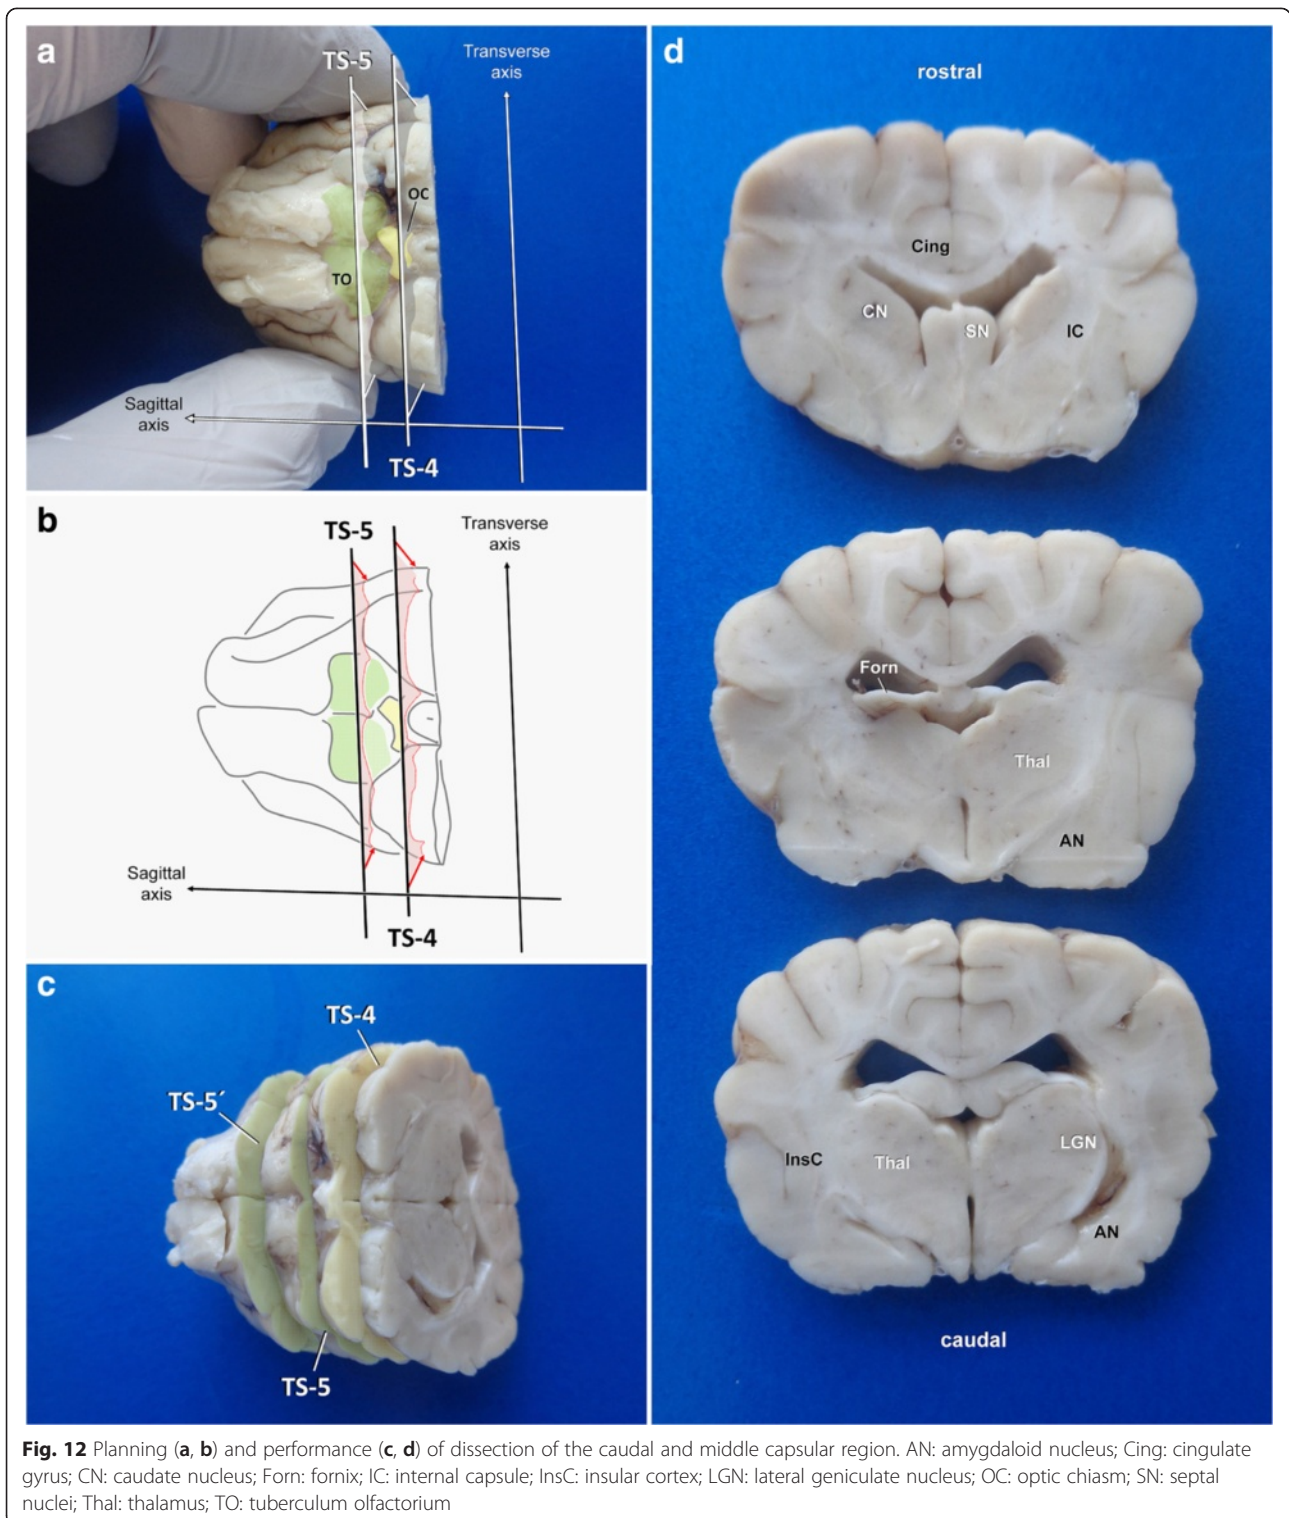 a
TS-5
Transverse
axis
OC
TO
Sagittal
axis
TS-4
b
TS-5
Transverse
axis
Sagittal
axis
TS-4
c
TS-4
TS-5´
TS-5
d
rostral
Cing
CN
SN
IC
Forn
Thal
AN
InsC
Thal
LGN
AN
caudal
Fig. 12 Planning (a, b) and performance (c, d) of dissection of the caudal and middle capsular region. AN: amygdaloid nucleus; Cing: cingulate
gyrus; CN: caudate nucleus; Forn: fornix; IC: internal capsule; InsC: insular cortex; LGN: lateral geniculate nucleus; OC: optic chiasm; SN: septal
nuclei; Thal: thalamus; TO: tuberculum olfactorium